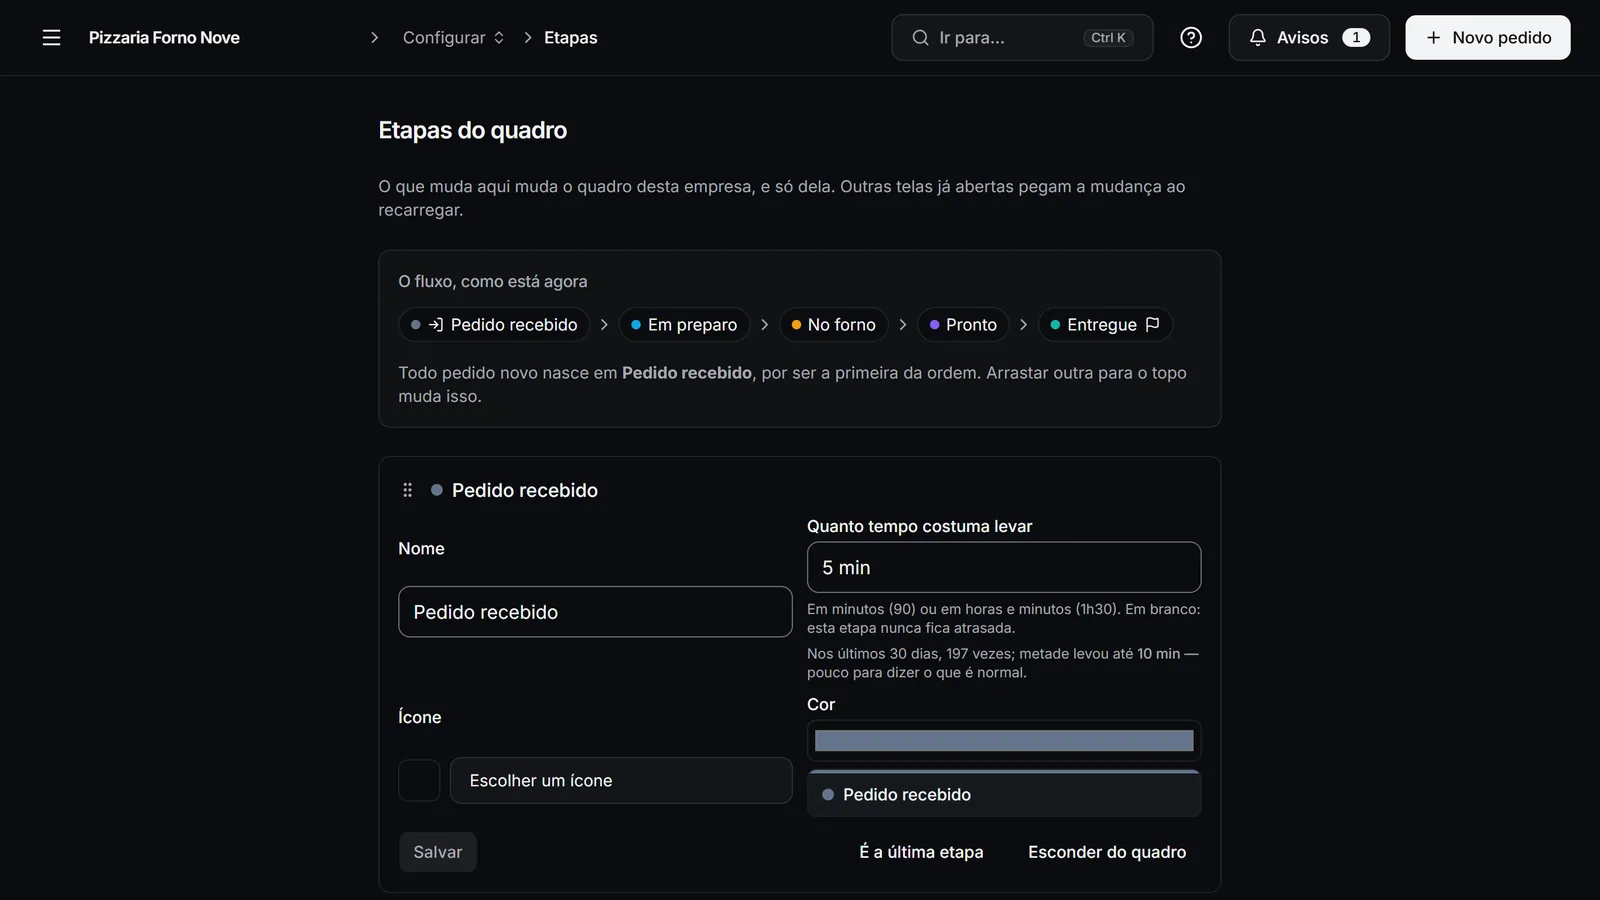 Pizzaria Forno Nove
Configurar
Etapas
Ir para...
Ctrl K
Avisos
1
Novo pedido
Etapas do quadro
O que muda aqui muda o quadro desta empresa, e só dela. Outras telas já abertas pegam a mudança ao
recarregar.
O fluxo, como está agora
Pedido recebido
Em preparo
No forno
Pronto
Entregue
Todo pedido novo nasce em Pedido recebido, por ser a primeira da ordem. Arrastar outra para o topo
muda isso.
Pedido recebido
Nome
Pedido recebido
Quanto tempo costuma levar
5 min
Em minutos (90) ou em horas e minutos (1h30). Em branco:
esta etapa nunca fica atrasada.
Nos últimos 30 dias, 197 vezes; metade levou até 10 min —
pouco para dizer o que é normal.
Ícone
Escolher um ícone
Cor
Pedido recebido
Salvar
É a última etapa
Esconder do quadro